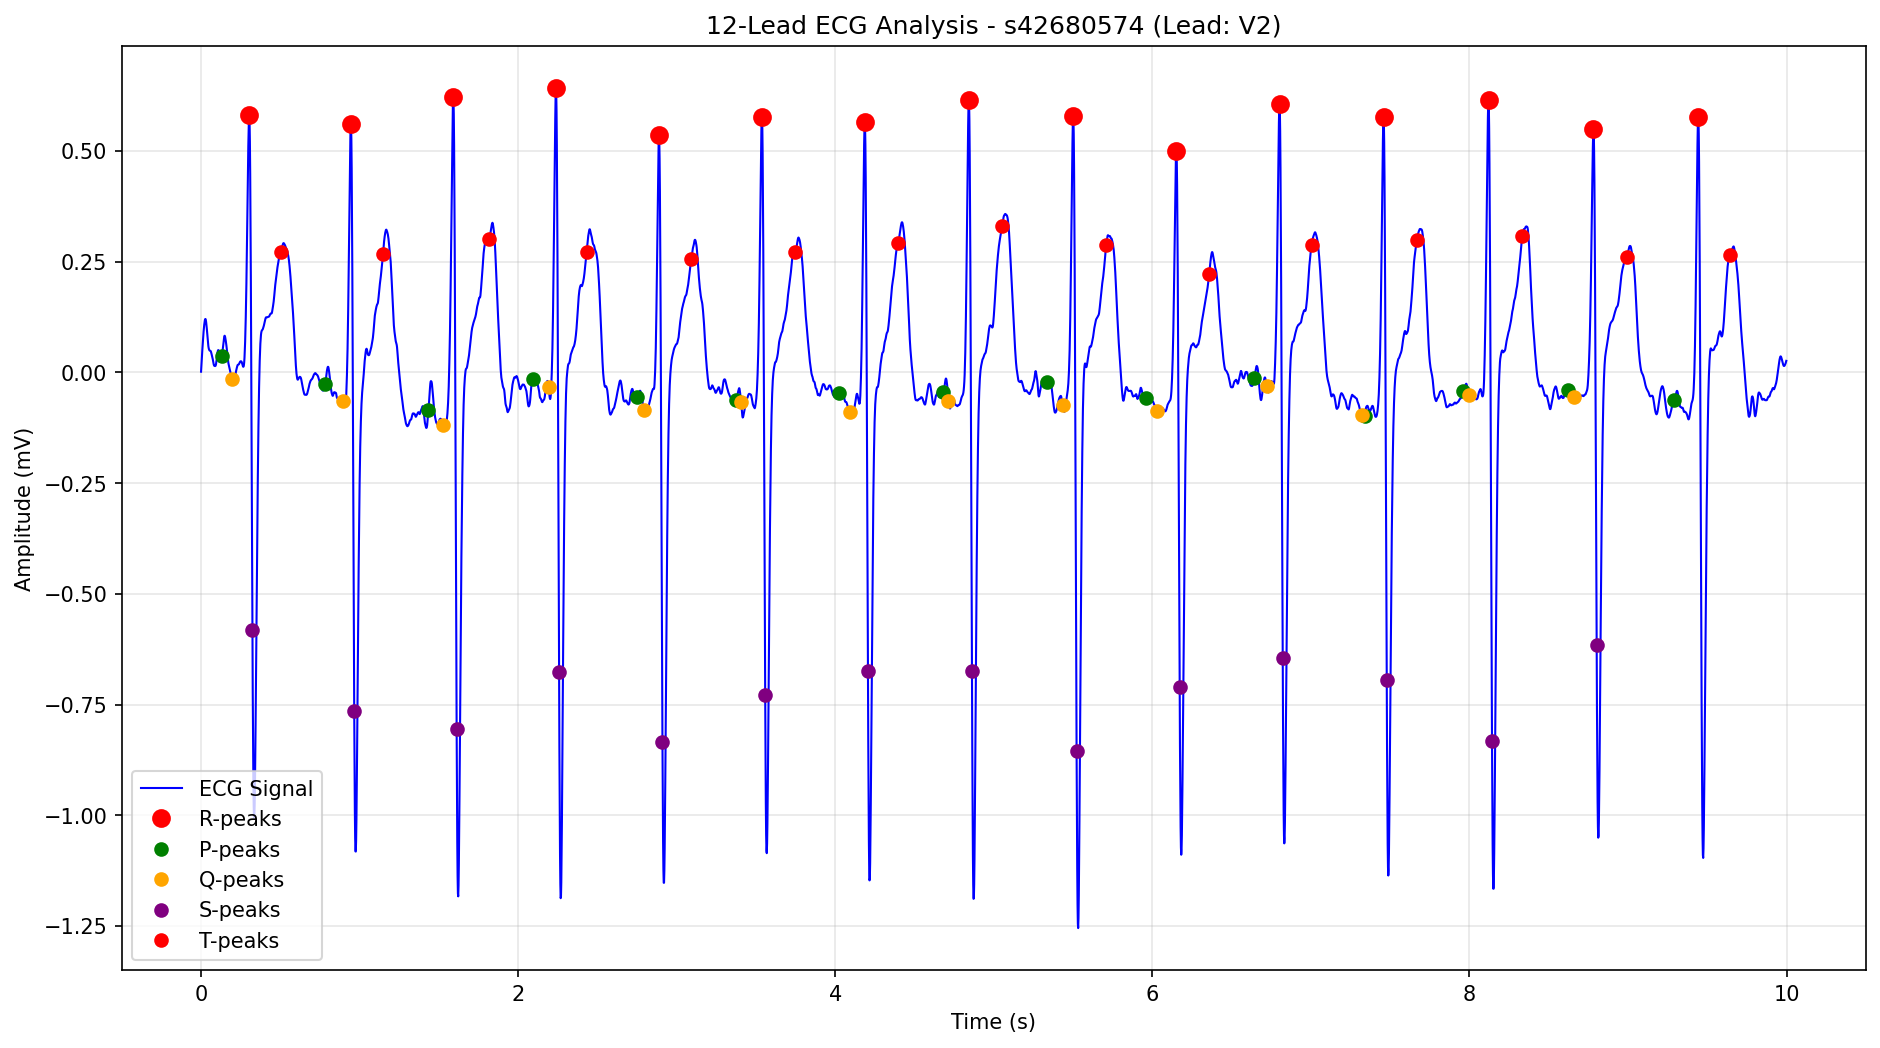 12-Lead ECG Analysis - s42680574 (Lead: V2)
Amplitude (mV)
0.50
0.25
0.00
−0.25
−0.50
−0.75
−1.00
−1.25
ECG Signal
R-peaks
P-peaks
Q-peaks
S-peaks
T-peaks
0 2 4 6 8 10
Time (s)